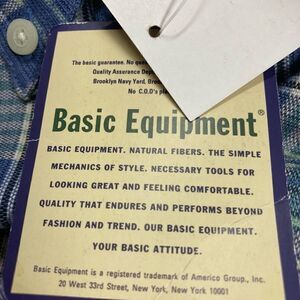 The basic guarantee. No
Quality Assurance Dep
Brooklyn Navy Yard,
No C.O.D's
Basic Equipment®
BASIC EQUIPMENT. NATURAL FIBERS. THE SIMPLE
MECHANICS OF STYLE. NECESSARY TOOLS FOR
LOOKING GREAT AND FEELING COMFORTABLE.
QUALITY THAT ENDURES AND PERFORMS BEYOND
FASHION AND TREND. OUR BASIC EQUIPMENT.
YOUR BASIC ATTITUDE.
Basic Equipment is a registered trademark of Americo Group., Inc.
20 West 33rd Street, New York, New York 10001